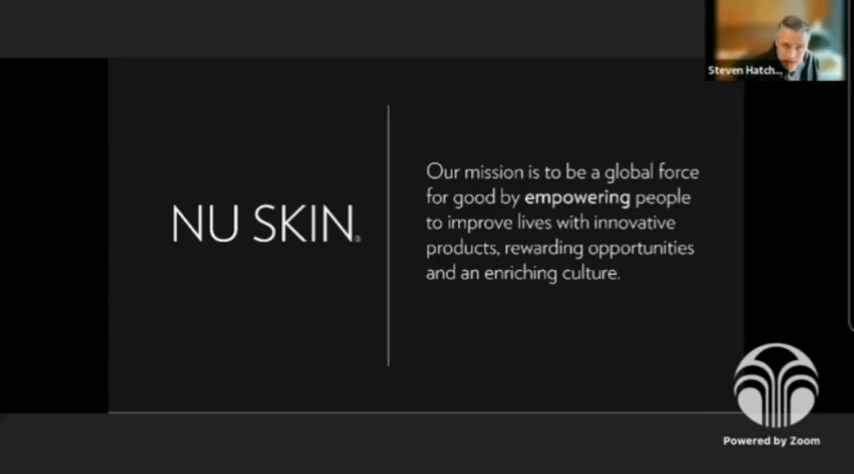 Steven Hatch...
NU SKIN®
Our mission is to be a global force
for good by empowering people
to improve lives with innovative
products, rewarding opportunities
and an enriching culture.
Powered by Zoom